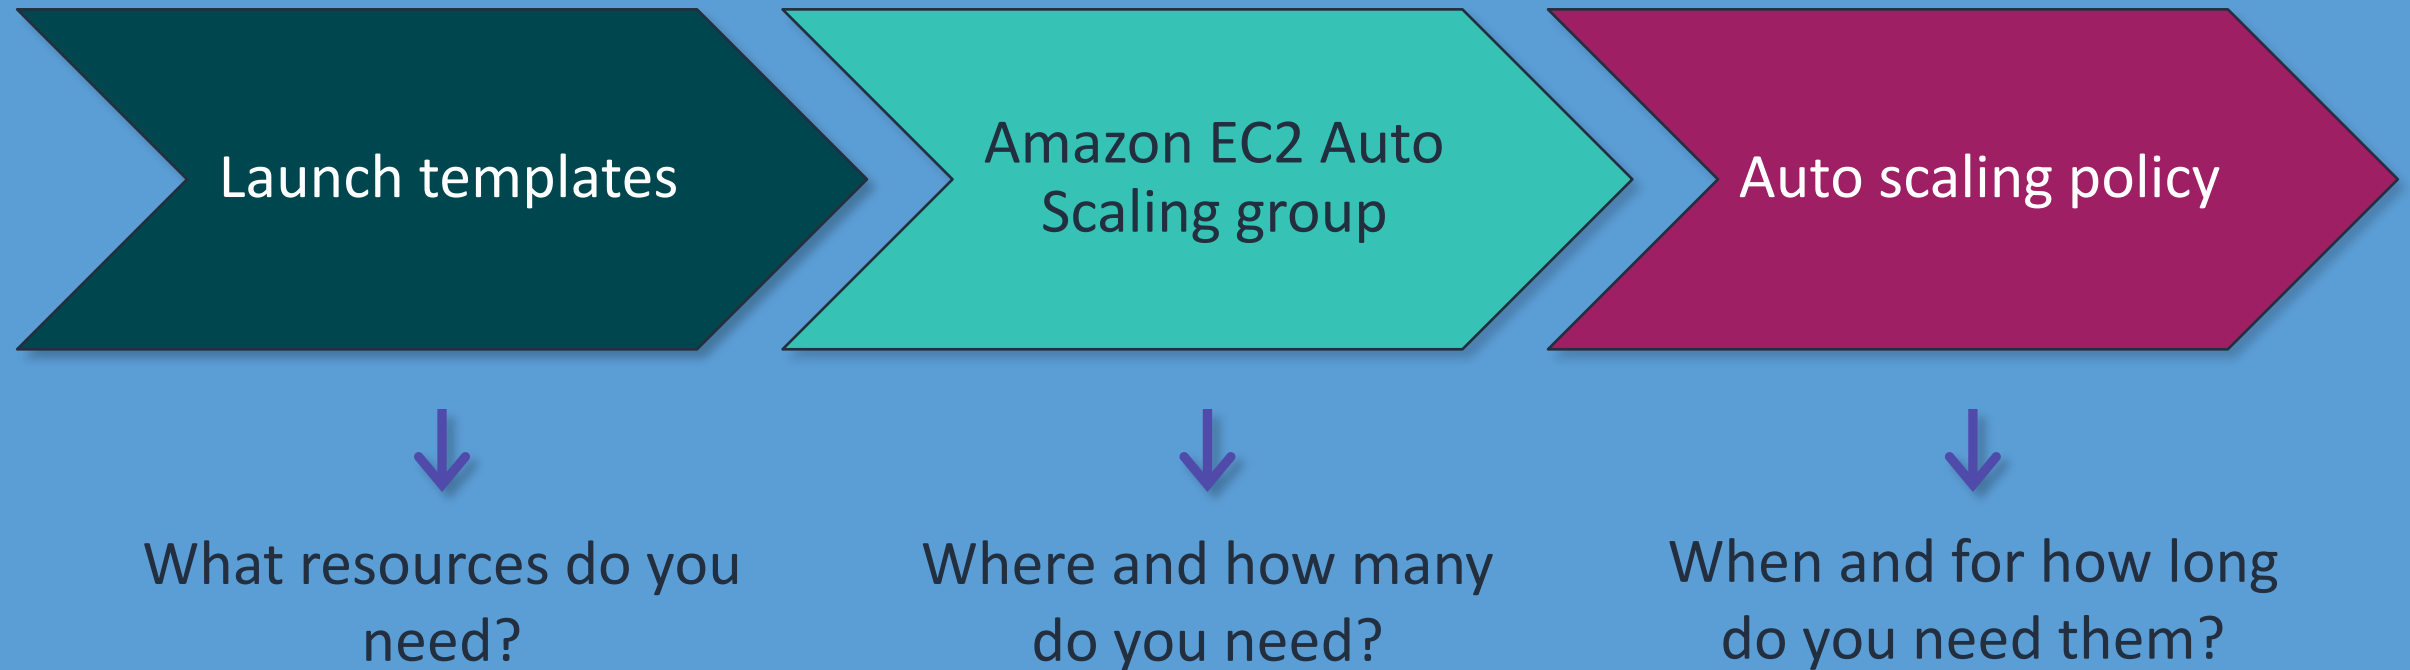 Launch templates
Amazon EC2 Auto
Scaling group
Auto scaling policy
What resources do you
need?
Where and how many
do you need?
When and for how long
do you need them?